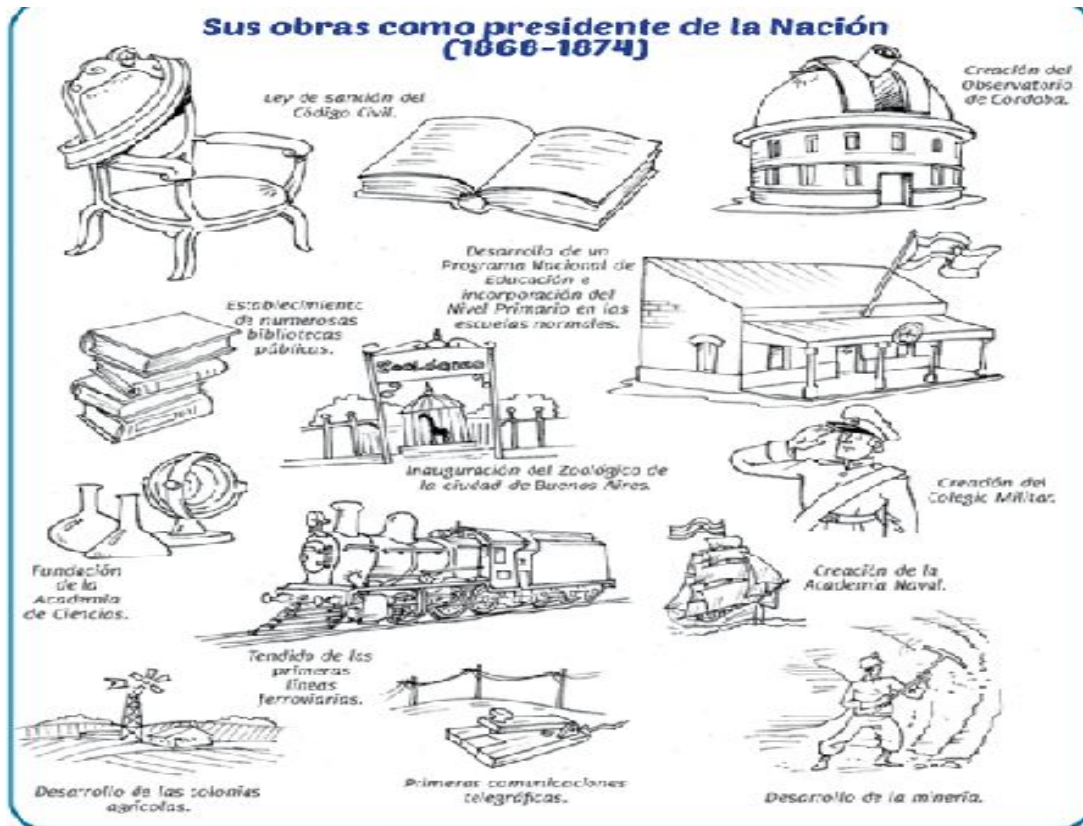 Sus obras como presidente de la Nación
(1868-1874)
Ley de sanción del
Código Civil.
Creación del
Observatorio
de Córdoba.
Desarrollo de un
Programa Nacional de
Educación e
incorporación del
Nivel Primario en las
escuelas normales.
Establecimiento
de numerosas
bibliotecas
públicas.
Zoológico
Inauguración del Zoológico de
la ciudad de Buenos Aires.
Creación del
Colegio Militar.
Fundación
de la
Academia
de Ciencias.
Creación de la
Academia Naval.
Tendido de las
primeras
líneas
ferroviarias.
Desarrollo de las colonias
agrícolas.
Primeras comunicaciones
telegráficas.
Desarrollo de la minería.